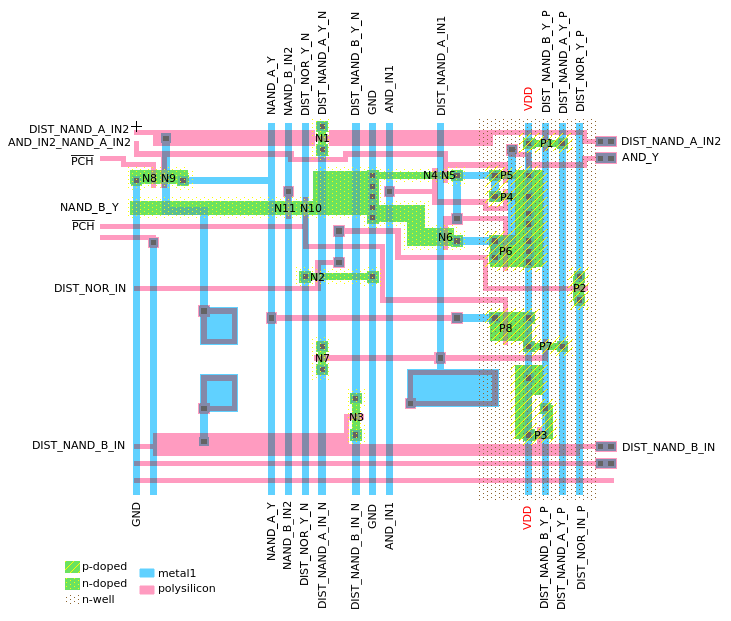 NAND_A_Y
NAND_B_IN2
DIST_NOR_Y_N
DIST_NAND_A_Y_N
DIST_NAND_B_Y_N
GND
AND_IN1
DIST_NAND_A_IN1
VDD
DIST_NAND_B_Y_P
DIST_NAND_A_Y_P
DIST_NOR_Y_P
DIST_NAND_A_IN2
AND_IN2_NAND_A_IN2
PCH
NAND_B_Y
PCH
DIST_NOR_IN
DIST_NAND_B_IN
N1
P1
N8 N9
N4 N5
P5
P4
N11 N10
N6
P6
N2
P2
P8
N7
P7
N3
P3
DIST_NAND_A_IN2
AND_Y
DIST_NAND_B_IN
GND
NAND_A_Y
NAND_B_IN2
DIST_NOR_Y_N
DIST_NAND_A_IN_N
DIST_NAND_B_IN_N
GND
AND_IN1
VDD
DIST_NAND_B_Y_P
DIST_NAND_A_Y_P
DIST_NOR_IN_P
p-doped
n-doped
n-well
metal1
polysilicon